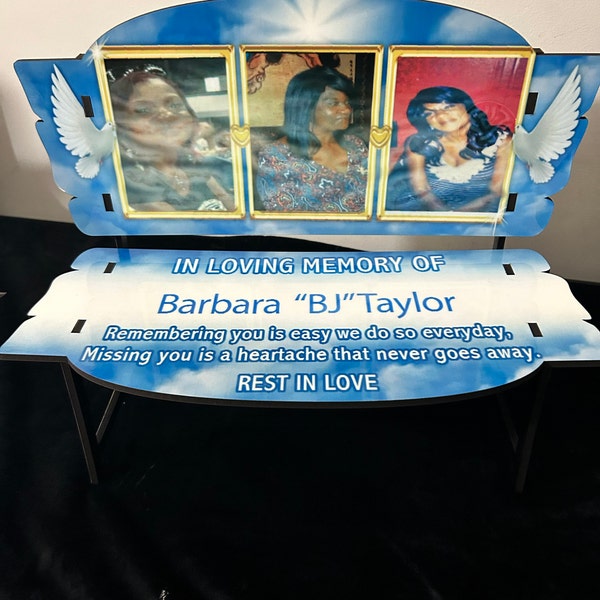 IN LOVING MEMORY OF
Barbara "BJ" Taylor
Remembering you is easy we do so everyday,
Missing you is a heartache that never goes away.
REST IN LOVE